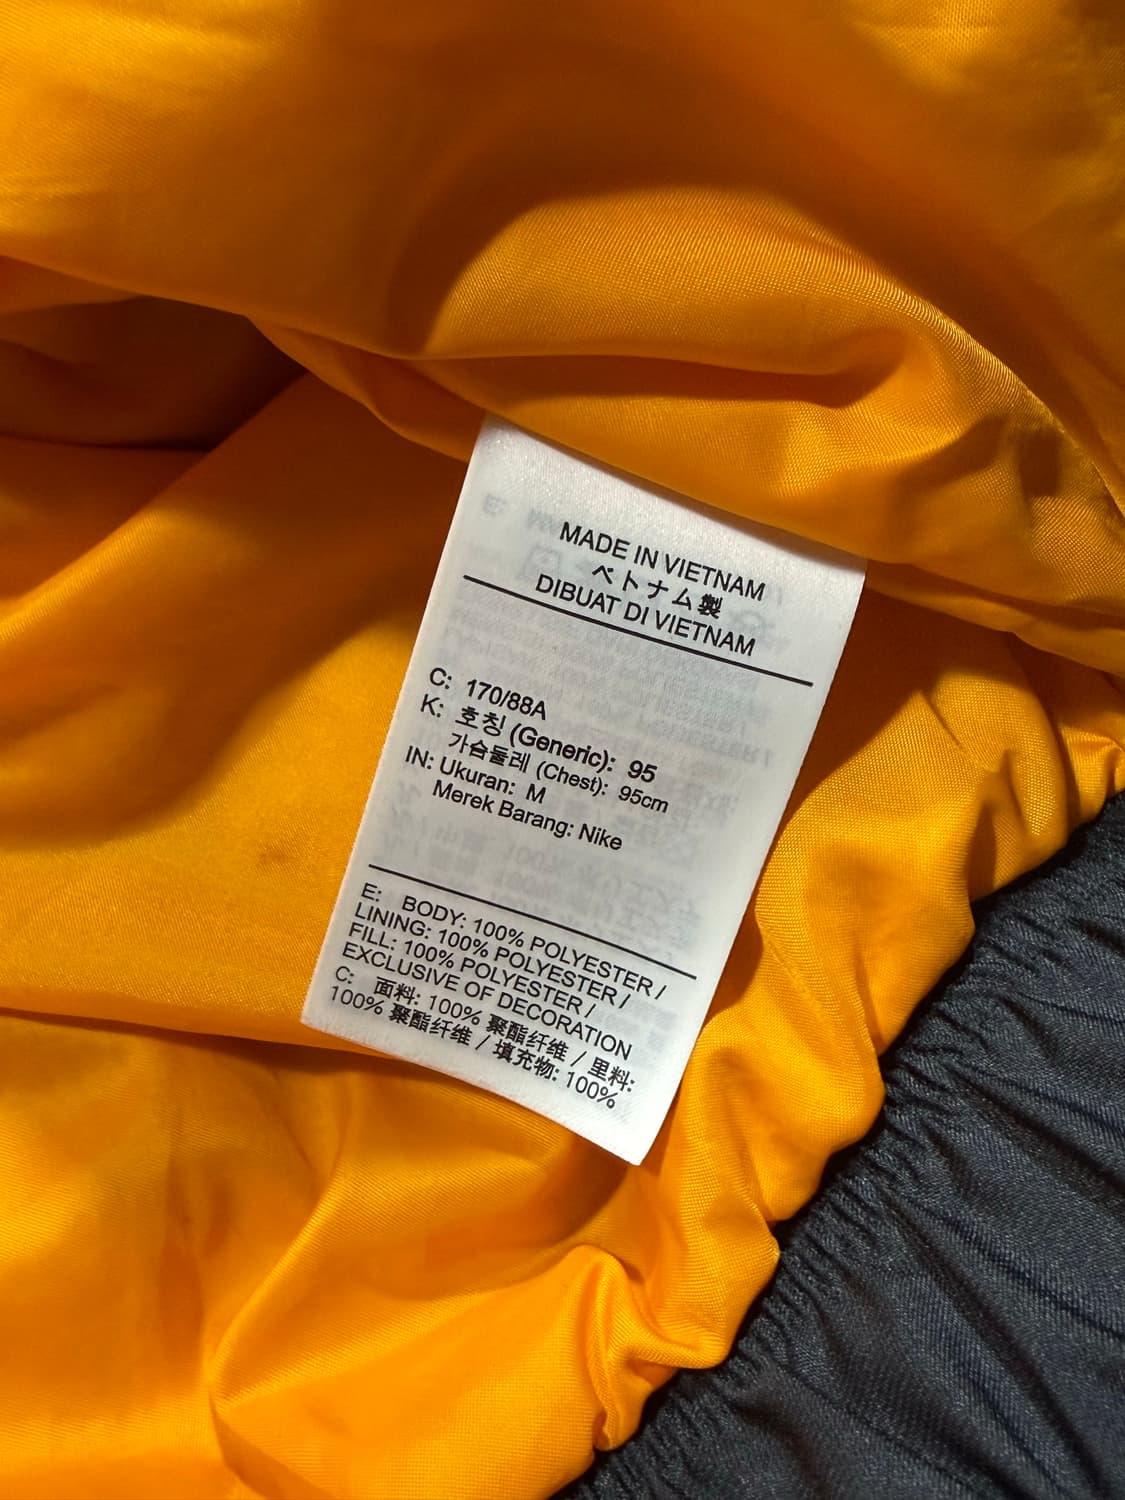 MADE IN VIETNAM
ベトナム製
DIBUAT DI VIETNAM
C: 170/88A
K: 호칭 (Generic): 95
가슴둘레 (Chest): 95cm
IN: Ukuran: M
Merek Barang: Nike
E: BODY: 100% POLYESTER /
LINING: 100% POLYESTER /
FILL: 100% POLYESTER /
EXCLUSIVE OF DECORATION
C: 面料: 100% 聚酯纤维 / 里料:
100% 聚酯纤维 / 填充物: 100%